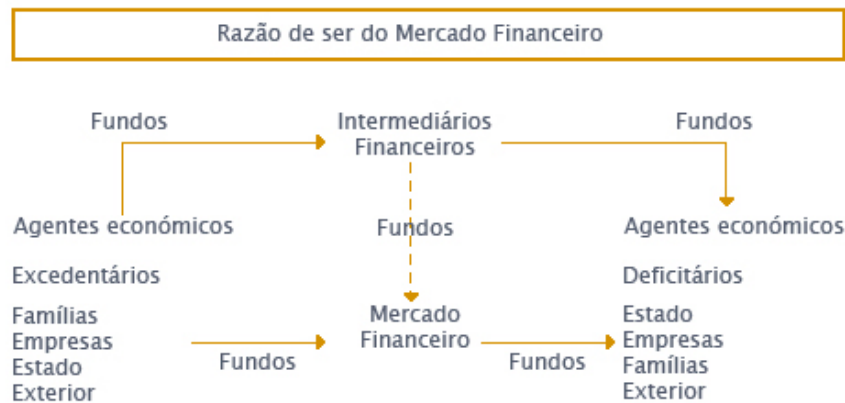 Razão de ser do Mercado Financeiro
Fundos
Intermediários
Financeiros
Fundos
Agentes económicos
Fundos
Agentes económicos
Excedentários
Deficitários
Famílias
Empresas
Estado
Exterior
Fundos
Mercado
Financeiro
Fundos
Estado
Empresas
Famílias
Exterior